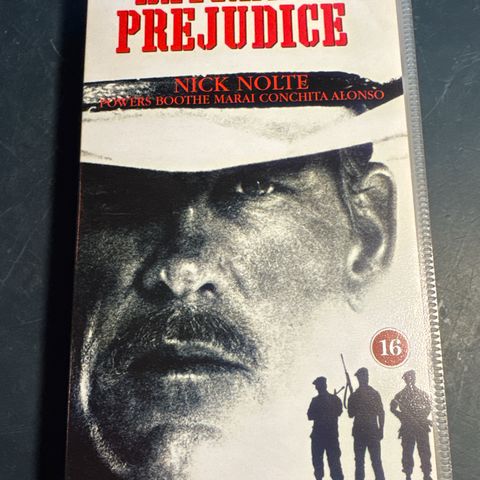 PREJUDICE
NICK NOLTE
POWERS BOOTHE MARAI CONCHITA ALONSO
16